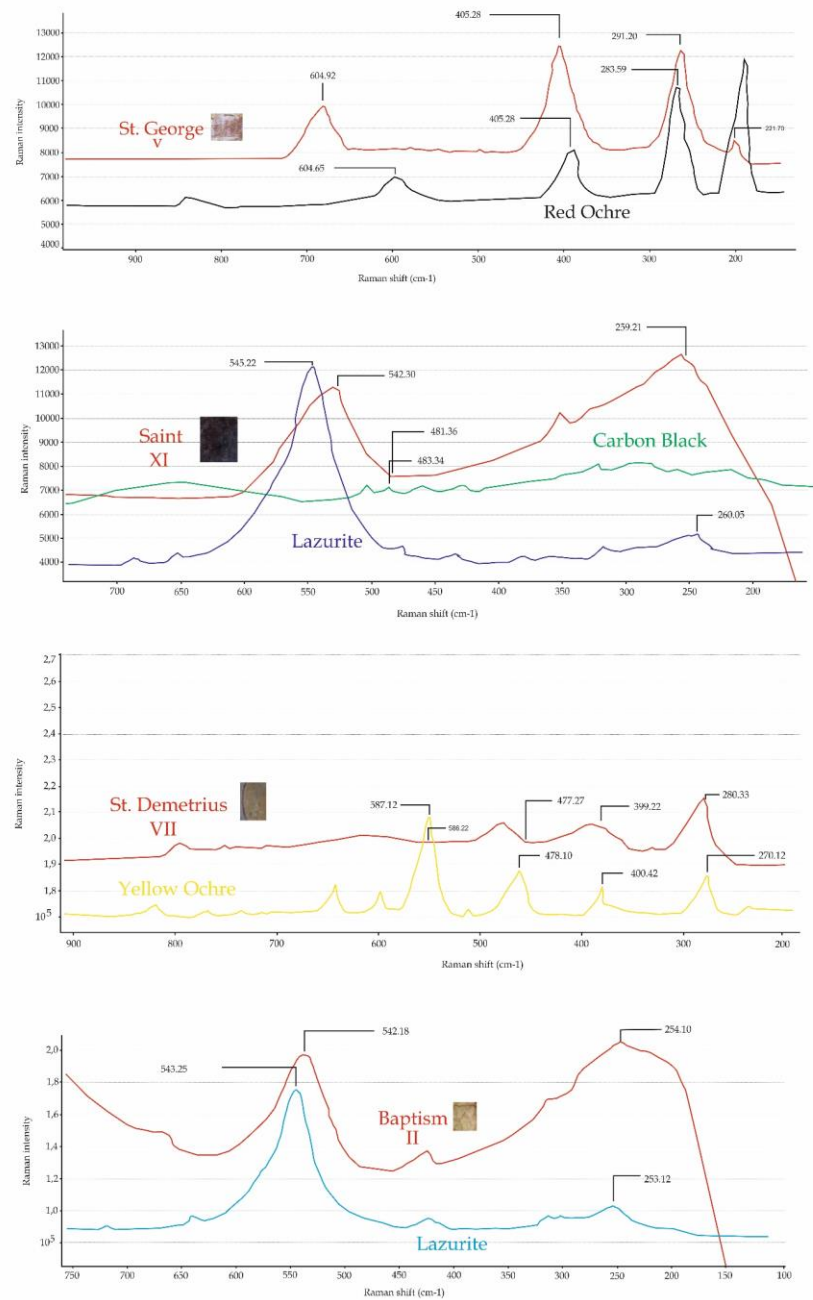 405.28
291.20
13000
12000
604.92
283.59
11000
10000
405.28
St. George
v
9000
221.70
8000
604.65
7000
6000
Red Ochre
5000
4000
Raman intensity
900 800 700 600 500 400 300 200
Raman shift (cm-1)
259.21
13000
545.22
12000
542.30
11000
10000
481.36
Saint
XI
9000
Carbon Black
483.34
8000
7000
6000
Lazurite
260.05
5000
4000
Raman intensity
700 650 600 550 500 450 400 350 300 250 200
Raman shift (cm-1)
2,7
2,6
2,4
2,3
2,2
587.12
477.27
399.22
280.33
St. Demetrius
VII
2,1
2,0
478.10
270.12
1,9
400.42
Yellow Ochre
1,8
10⁵
Raman intensity
900 800 700 600 500 400 300 200
Raman shift (cm-1)
542.18
254.10
2,0
543.25
1,8
Baptism
II
1,6
1,4
1,2
253.12
1,0
Lazurite
10⁵
Raman intensity
750 700 650 600 550 500 450 400 350 300 250 200 150 100
Raman shift (cm-1)